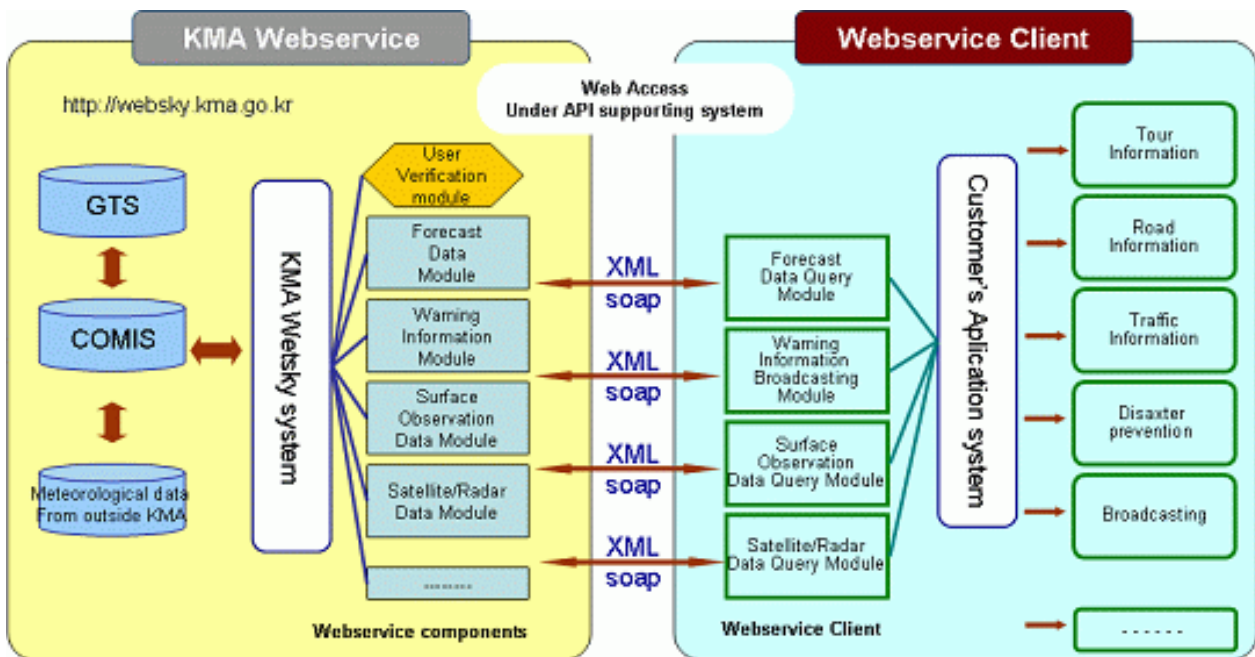 KMA Webservice
Webservice Client
http://websky.kma.go.kr
Web Access
Under API supporting system
GTS
COMIS
Meteorological data
From outside KMA
KMA Wetsky system
User
Verification
module
Forecast
Data
Module
Warning
Information
Module
Surface
Observation
Data Module
Satellite/Radar
Data Module
........
Webservice components
XML
soap
XML
soap
XML
soap
XML
soap
Forecast
Data Query
Module
Warning
Information
Broadcasting
Module
Surface
Observation
Data Query Module
Satellite/Radar
Data Query Module
Webservice Client
Customer's Aplication system
Tour
Information
Road
Information
Traffic
Information
Disaxter
prevention
Broadcasting
- - - - - -